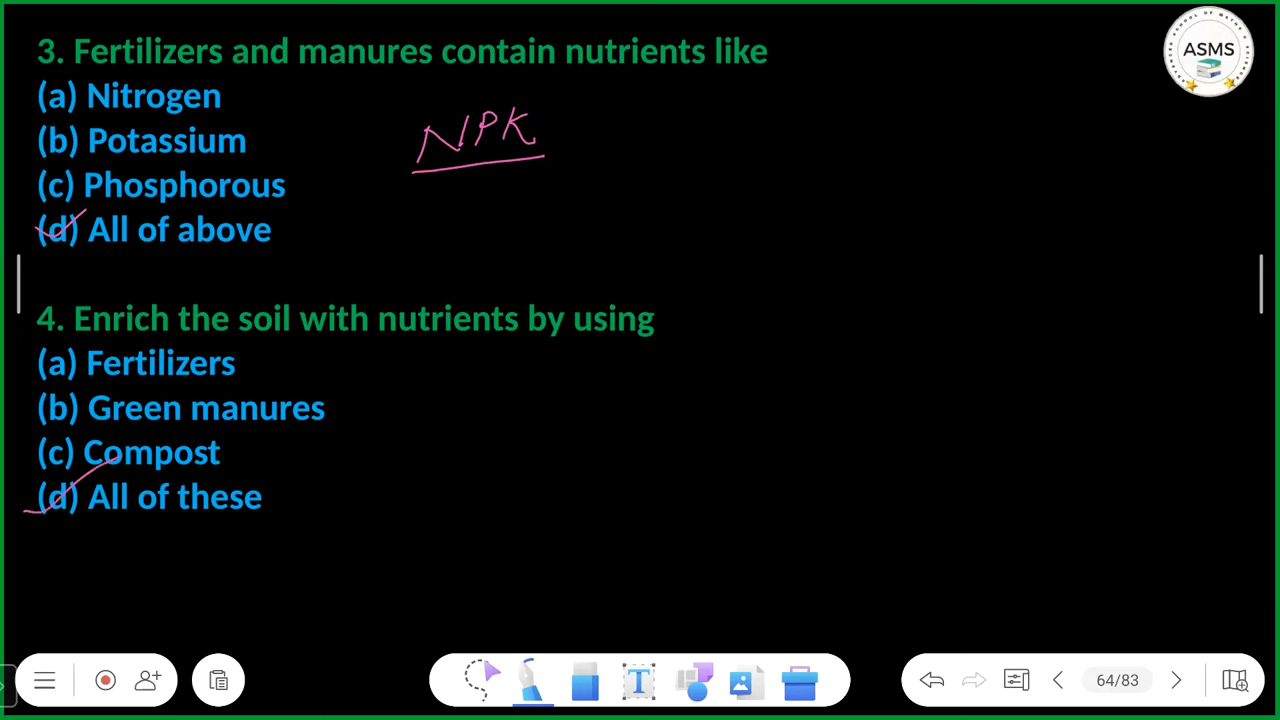 3. Fertilizers and manures contain nutrients like
(a) Nitrogen
(b) Potassium
(c) Phosphorous
(d) All of above
NPK
4. Enrich the soil with nutrients by using
(a) Fertilizers
(b) Green manures
(c) Compost
(d) All of these
ASMS
T
64/83